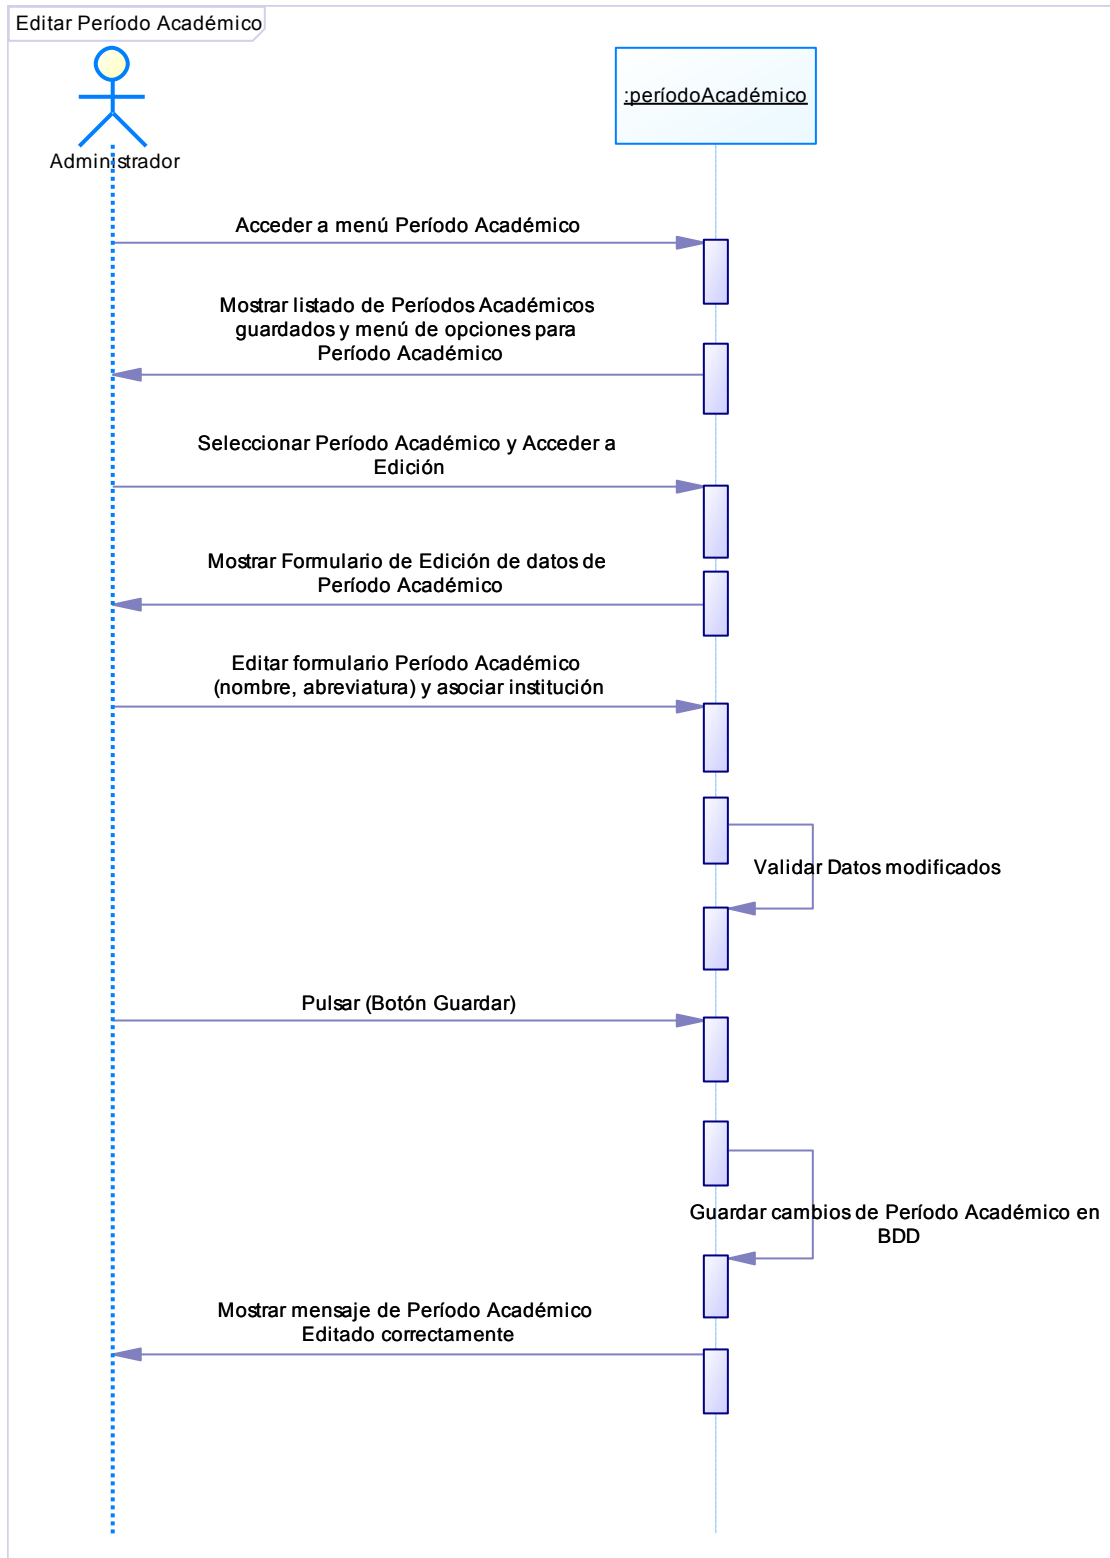 Editar Período Académico
:períodoAcadémico
Administrador
Acceder a menú Período Académico
Mostrar listado de Períodos Académicos
guardados y menú de opciones para
Período Académico
Seleccionar Período Académico y Acceder a
Edición
Mostrar Formulario de Edición de datos de
Período Académico
Editar formulario Período Académico
(nombre, abreviatura) y asociar institución
Validar Datos modificados
Pulsar (Botón Guardar)
Guardar cambios de Período Académico en
BDD
Mostrar mensaje de Período Académico
Editado correctamente